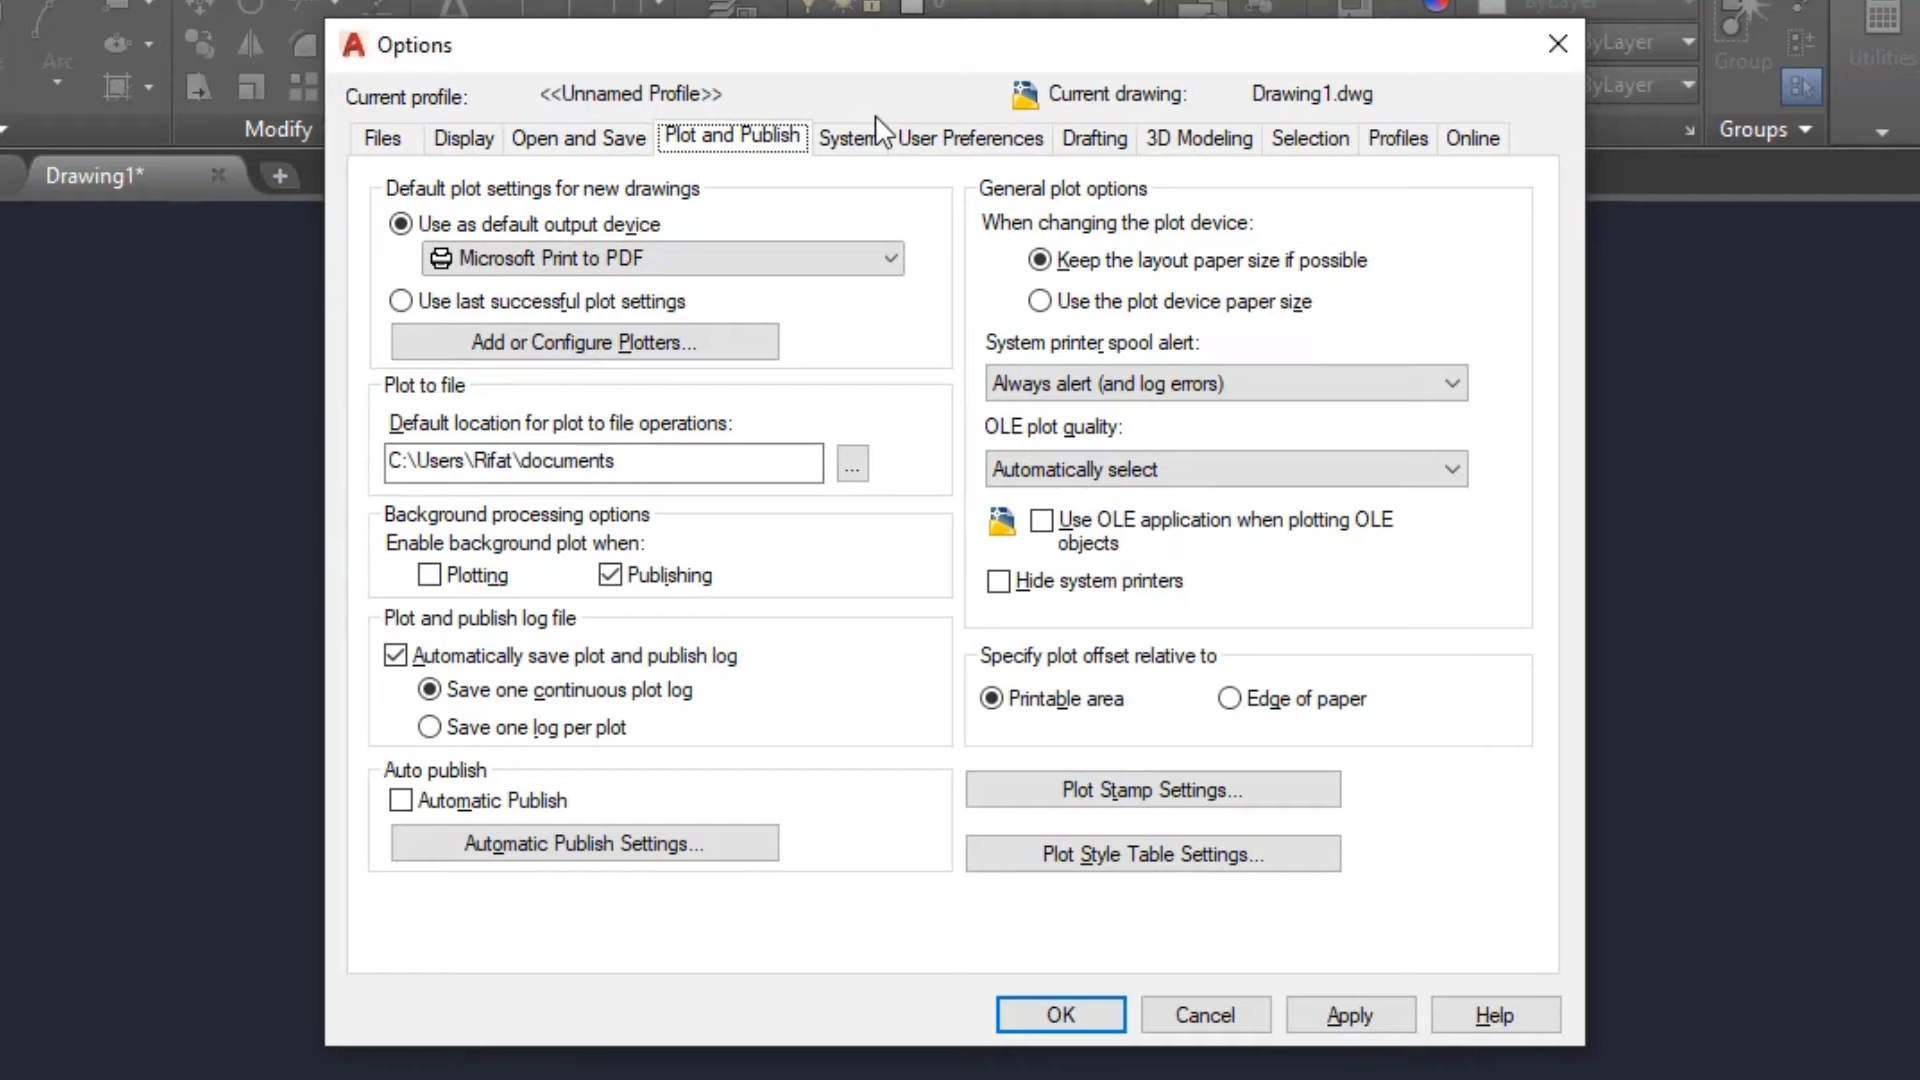 Options
Current profile: <<Unnamed Profile>> Current drawing: Drawing1.dwg
Files Display Open and Save Plot and Publish System User Preferences Drafting 3D Modeling Selection Profiles Online
Default plot settings for new drawings
Use as default output device
Microsoft Print to PDF
Use last successful plot settings
Add or Configure Plotters...
Plot to file
Default location for plot to file operations:
C:\Users\Rifat\documents
...
Background processing options
Enable background plot when:
Plotting Publishing
Plot and publish log file
Automatically save plot and publish log
Save one continuous plot log
Save one log per plot
Auto publish
Automatic Publish
Automatic Publish Settings...
General plot options
When changing the plot device:
Keep the layout paper size if possible
Use the plot device paper size
System printer spool alert:
Always alert (and log errors)
OLE plot quality:
Automatically select
Use OLE application when plotting OLE
objects
Hide system printers
Specify plot offset relative to
Printable area Edge of paper
Plot Stamp Settings...
Plot Style Table Settings...
OK Cancel Apply Help
Arc
Modify
Drawing1*
ByLayer
ByLayer
Group
Groups
Utilities